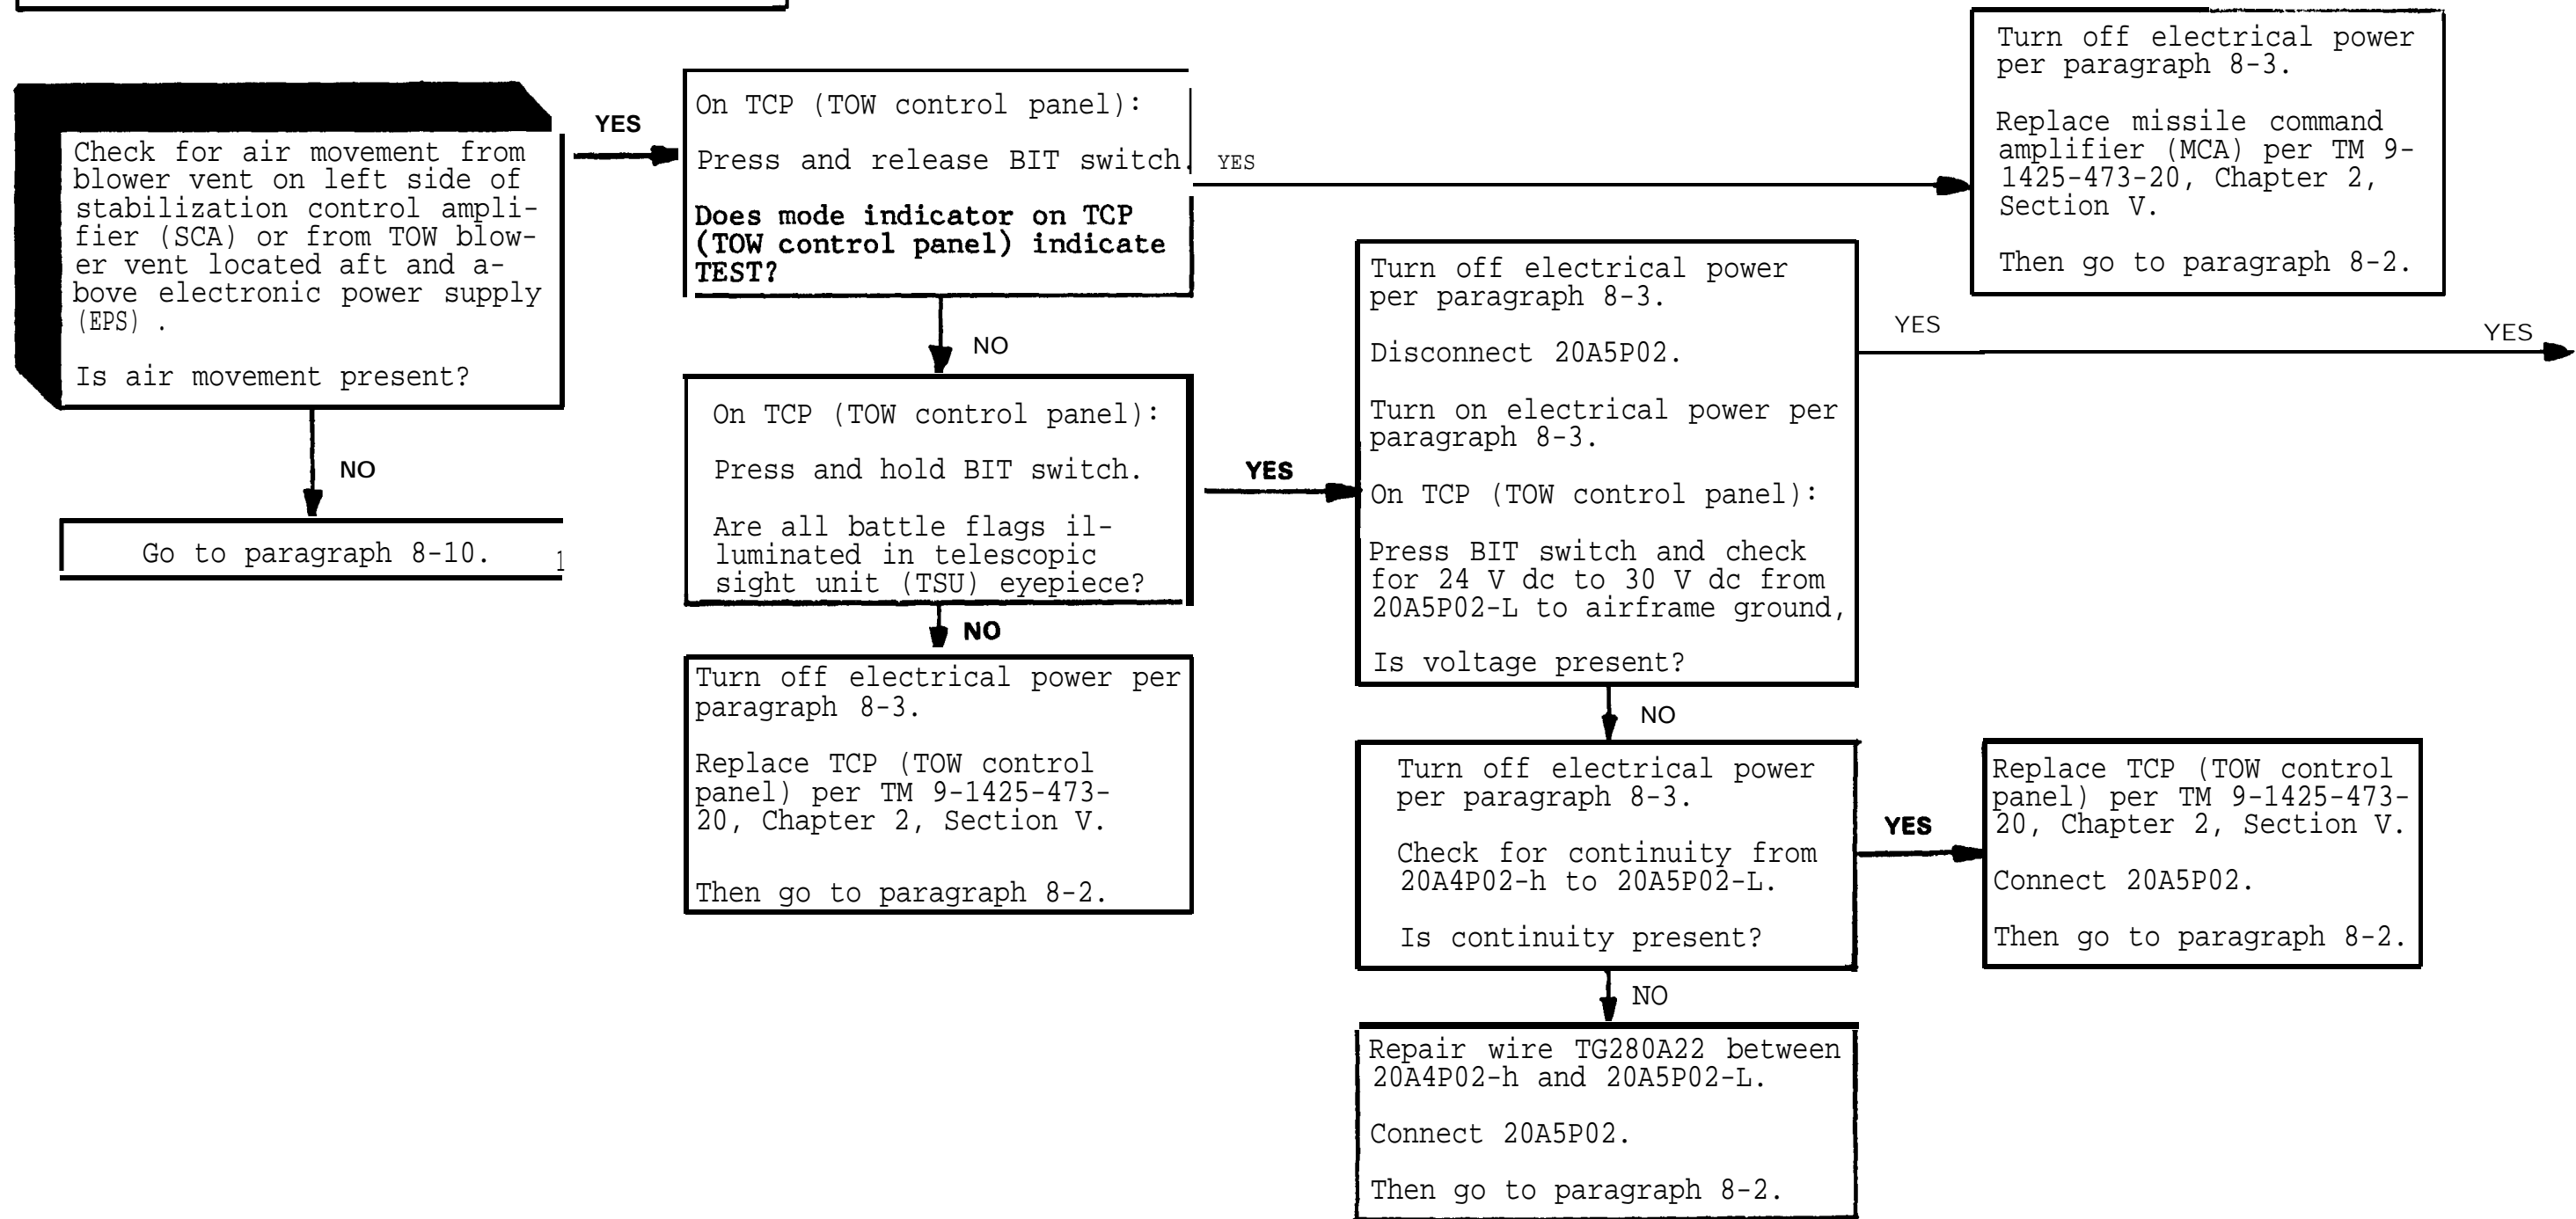 Check for air movement from
blower vent on left side of
stabilization control ampli-
fier (SCA) or from TOW blow-
er vent located aft and a-
bove electronic power supply
(EPS) .
Is air movement present?
YES
NO
Go to paragraph 8-10.
On TCP (TOW control panel):
Press and release BIT switch.
Does mode indicator on TCP
(TOW control panel) indicate
TEST?
YES
NO
Turn off electrical power
per paragraph 8-3.
Replace missile command
amplifier (MCA) per TM 9-
1425-473-20, Chapter 2,
Section V.
Then go to paragraph 8-2.
On TCP (TOW control panel):
Press and hold BIT switch.
Are all battle flags il-
luminated in telescopic
sight unit (TSU) eyepiece?
YES
NO
Turn off electrical power per
paragraph 8-3.
Replace TCP (TOW control
panel) per TM 9-1425-473-
20, Chapter 2, Section V.
Then go to paragraph 8-2.
Turn off electrical power
per paragraph 8-3.
Disconnect 20A5P02.
Turn on electrical power per
paragraph 8-3.
On TCP (TOW control panel):
Press BIT switch and check
for 24 V dc to 30 V dc from
20A5P02-L to airframe ground,
Is voltage present?
YES
YES
NO
Turn off electrical power
per paragraph 8-3.
Check for continuity from
20A4P02-h to 20A5P02-L.
Is continuity present?
YES
NO
Replace TCP (TOW control
panel) per TM 9-1425-473-
20, Chapter 2, Section V.
Connect 20A5P02.
Then go to paragraph 8-2.
Repair wire TG280A22 between
20A4P02-h and 20A5P02-L.
Connect 20A5P02.
Then go to paragraph 8-2.